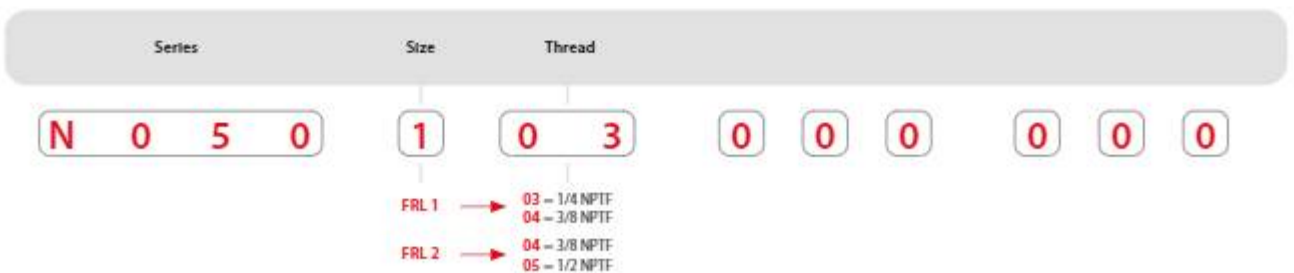 Series Size Thread
N 0 5 0 1 0 3 0 0 0 0 0 0
FRL 1 03 = 1/4 NPTF
04 = 3/8 NPTF
FRL 2 04 = 3/8 NPTF
05 = 1/2 NPTF